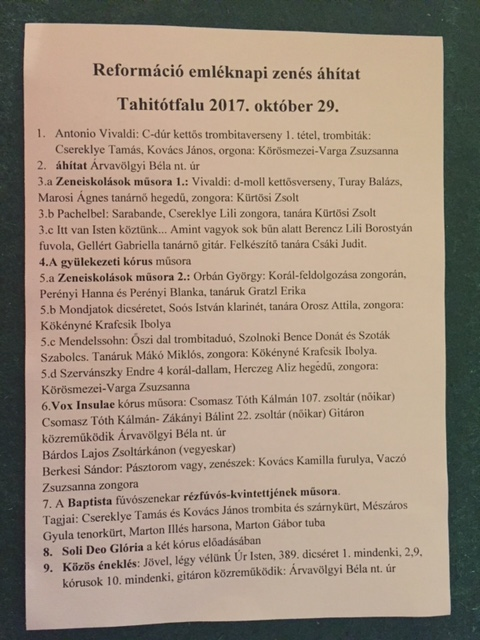 Reformáció emléknapi zenés áhítat
Tahitótfalu 2017. október 29.
1. Antonio Vivaldi: C-dúr kettős trombitaverseny 1. tétel, trombiták:
Csereklye Tamás, Kovács János, orgona: Körösmezei-Varga Zsuzsanna
2. áhítat Árvavölgyi Béla nt. úr
3.a Zeneiskolások műsora 1.: Vivaldi: d-moll kettősverseny, Turay Balázs,
Marosi Ágnes tanárnő hegedű, zongora: Kürtösi Zsolt
3.b Pachelbel: Sarabande, Csereklye Lili zongora, tanára Kürtösi Zsolt
3.c Itt van Isten köztünk... Amint vagyok sok bűn alatt Berencz Lili Borostyán
fuvola, Gellért Gabriella tanárnő gitár. Felkészítő tanára Csáki Judit.
4.A gyülekezeti kórus műsora
5.a Zeneiskolások műsora 2.: Orbán György: Korál-feldolgozása zongorán,
Perényi Hanna és Perényi Blanka, tanáruk Gratzl Erika
5.b Mondjatok dicséretet, Soós István klarinét, tanára Orosz Attila, zongora:
Kökényné Krafcsik Ibolya
5.c Mendelssohn: Őszi dal trombitaduó, Szolnoki Bence Donát és Szoták
Szabolcs. Tanáruk Mákó Miklós, zongora: Kökényné Krafcsik Ibolya.
5.d Szervánszky Endre 4 korál-dallam, Herczeg Aliz hegedű, zongora:
Körösmezei-Varga Zsuzsanna
6.Vox Insulae kórus műsora: Csomasz Tóth Kálmán 107. zsoltár (nőikar)
Csomasz Tóth Kálmán- Zákányi Bálint 22. zsoltár (nőikar) Gitáron
közreműködik Árvavölgyi Béla nt. úr
Bárdos Lajos Zsoltárkánon (vegyeskar)
Berkesi Sándor: Pásztorom vagy, zenészek: Kovács Kamilla furulya, Vaczó
Zsuzsanna zongora
7. A Baptista fúvószenekar rézfúvós-kvintettjének műsora.
Tagjai: Csereklye Tamás és Kovács János trombita és szárnykürt, Mészáros
Gyula tenorkürt, Marton Illés harsona, Marton Gábor tuba
8. Soli Deo Glória a két kórus előadásában
9. Közös éneklés: Jövel, légy vélünk Úr Isten, 389. dicséret 1. mindenki, 2,9,
kórusok 10. mindenki, gitáron közreműködik: Árvavölgyi Béla nt. úr